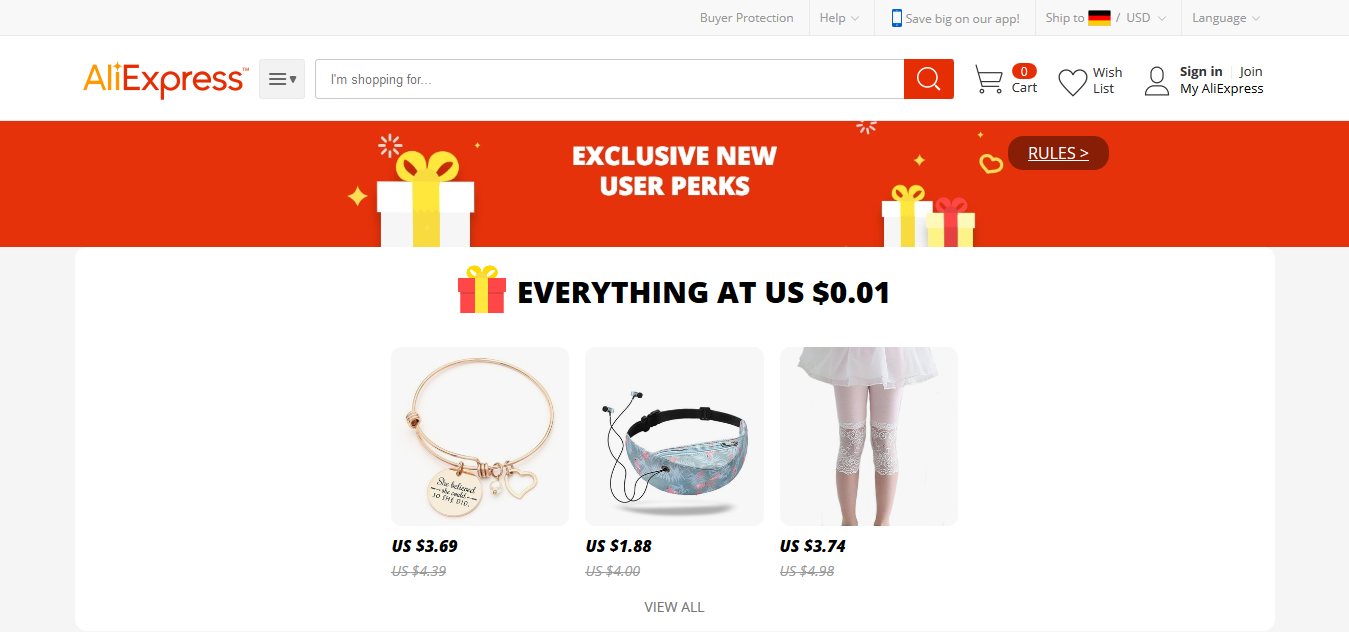 Buyer Protection
Help
Save big on our app!
Ship to / USD
Language
AliExpress™
I'm shopping for...
0
Cart
Wish
List
Sign in | Join
My AliExpress
EXCLUSIVE NEW
USER PERKS
RULES >
EVERYTHING AT US $0.01
She believed
she could
SO SHE DID.
US $3.69
US $4.39
US $1.88
US $4.00
US $3.74
US $4.98
VIEW ALL